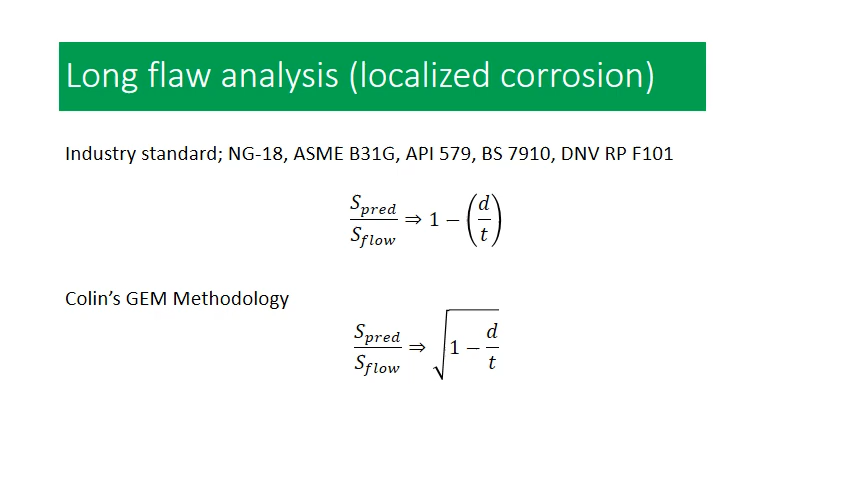 Long flaw analysis (localized corrosion)
Industry standard; NG-18, ASME B31G, API 579, BS 7910, DNV RP F101
S_pred/S_flow ⇒ 1 − (d/t)
Colin’s GEM Methodology
S_pred/S_flow ⇒ √(1 − d/t)